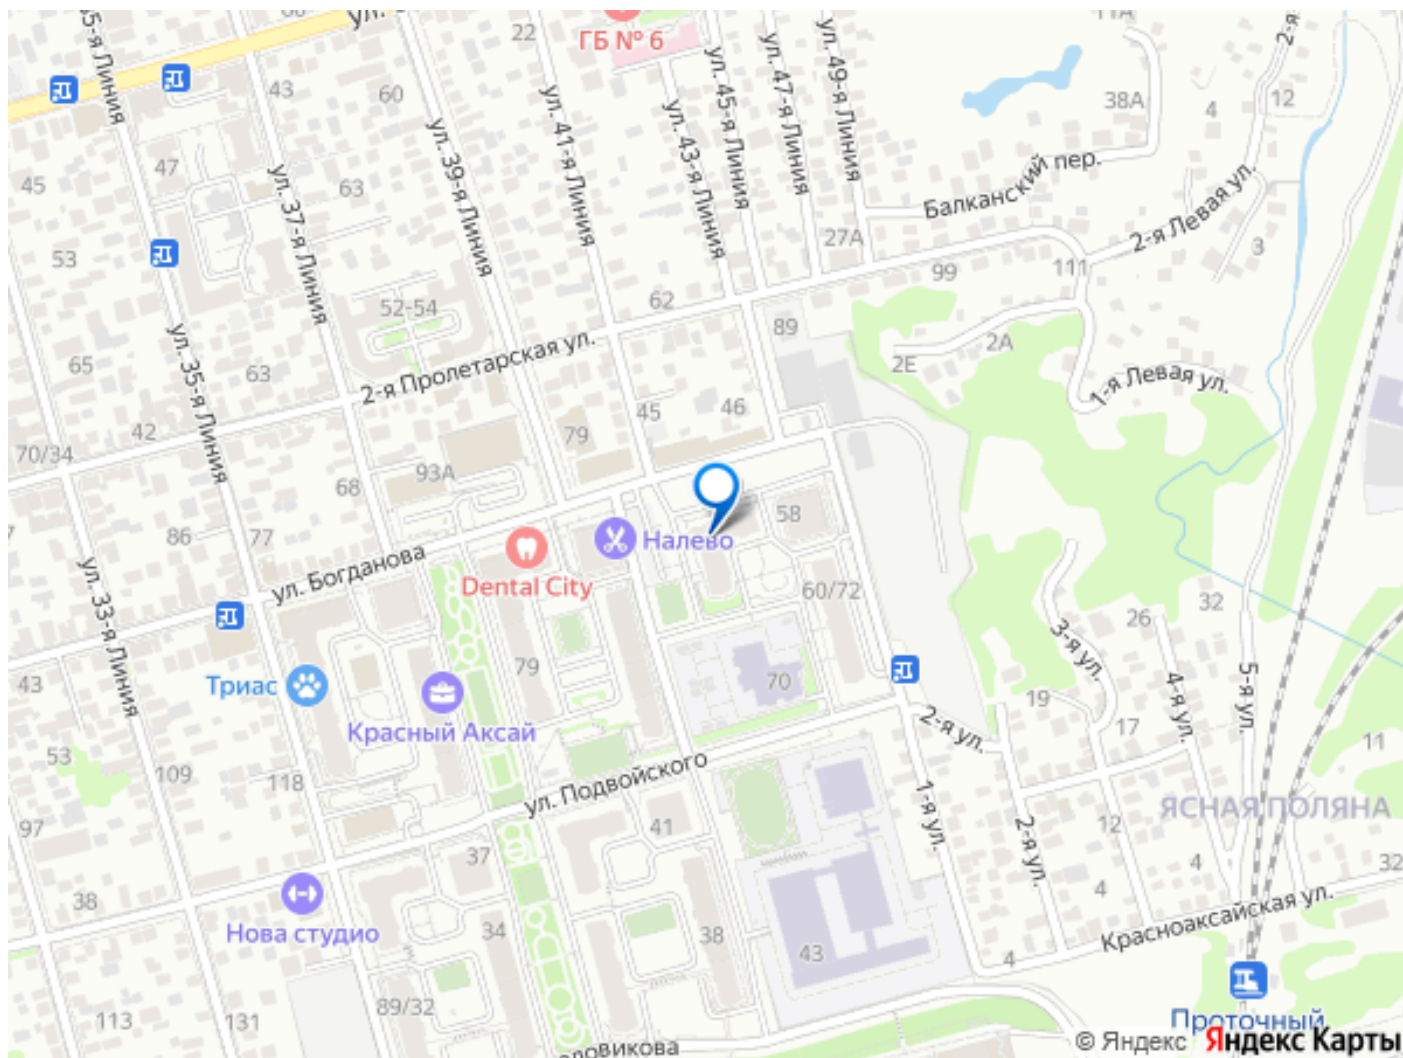 ГБ № 6
22
43
60
47
45
63
53
11А
38А
4
12
ул. 35-я Линия
ул. 37-я Линия
ул. 39-я Линия
ул. 41-я Линия
ул. 43-я Линия
ул. 45-я Линия
ул. 47-я Линия
ул. 49-я Линия
Балканский пер.
2-я Левая ул.
27А
99
111
3
52-54
62
89
2Е
2А
1-я Левая ул.
65
63
2-я Пролетарская ул.
42
70/34
45
46
79
93А
68
86
77
58
ул. Богданова
Налево
Dental City
60/72
ул. 33-я Линия
43
Триас
79
70
Красный Аксай
26
32
3-я ул.
4-я ул.
5-я ул.
19
17
2-я ул.
53
109
118
ул. Подвойского
11
ЯСНАЯ ПОЛЯНА
97
41
1-я ул.
2-я ул.
12
37
4
4
32
38
Нова студио
34
38
43
Красноаксайская ул.
4
89/32
113
131
Проточный
© Яндекс Яндекс Карты